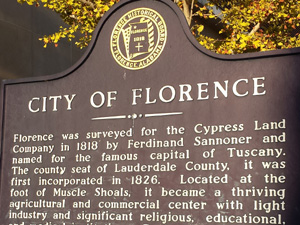 1818
CITY OF FLORENCE
Florence was surveyed for the Cypress Land
Company in 1818 by Ferdinand Sannoner and
named for the famous capital of Tuscany.
The county seat of Lauderdale County, it was
first incorporated in 1826. Located at the
foot of Muscle Shoals, it became a thriving
agricultural and commercial center with light
industry and significant religious, educational,